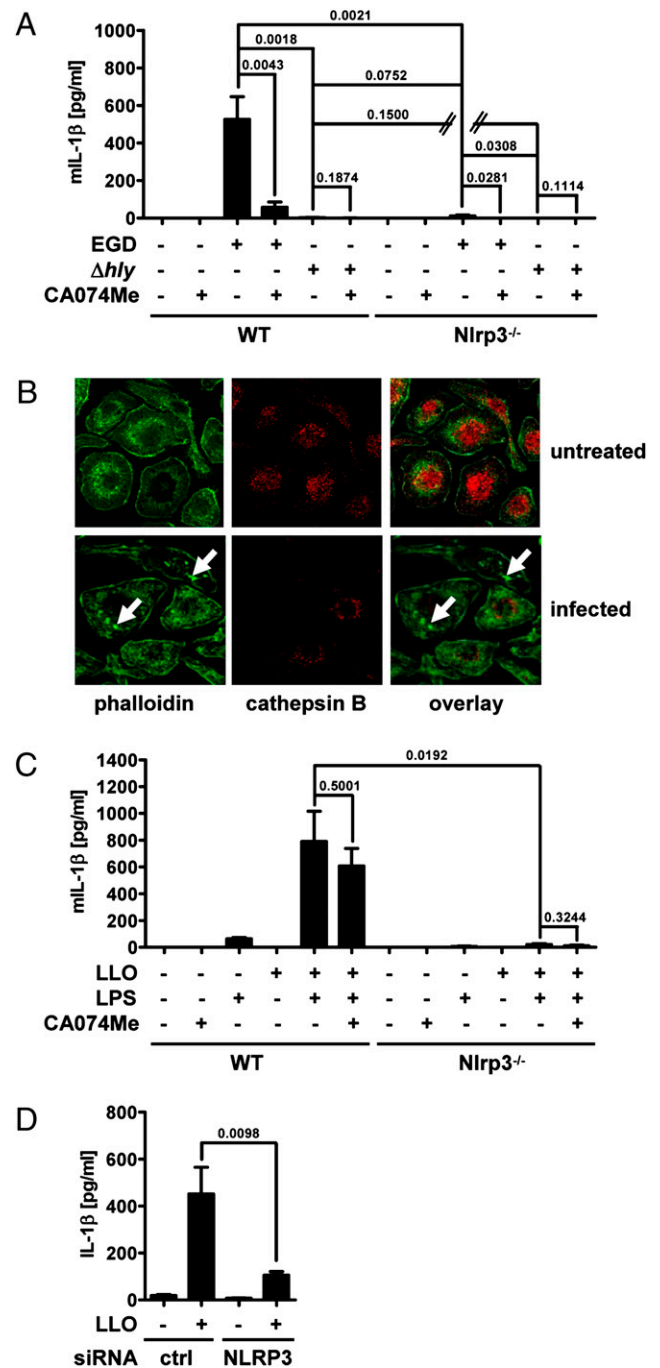 A
mIL-1β [pg/ml]
1000
800
600
400
200
0
0.0021
0.0018
0.0043
0.0752
0.1500
0.1874
0.0308
0.0281
0.1114
EGD - - + + - - - - + + - -
Δhly - - - - + + - - - - + +
CA074Me - + - + - + - + - + - +
WT Nlrp3-/-
B
untreated
infected
phalloidin cathepsin B overlay
C
mIL-1β [pg/ml]
1400
1200
1000
800
600
400
200
0
0.0192
0.5001
0.3244
LLO - - - + + + - - - + + +
LPS - - + - + + - - + - + +
CA074Me - + - - - + - + - - - +
WT Nlrp3-/-
D
IL-1β [pg/ml]
800
600
400
200
0
0.0098
LLO - + - +
siRNA ctrl NLRP3